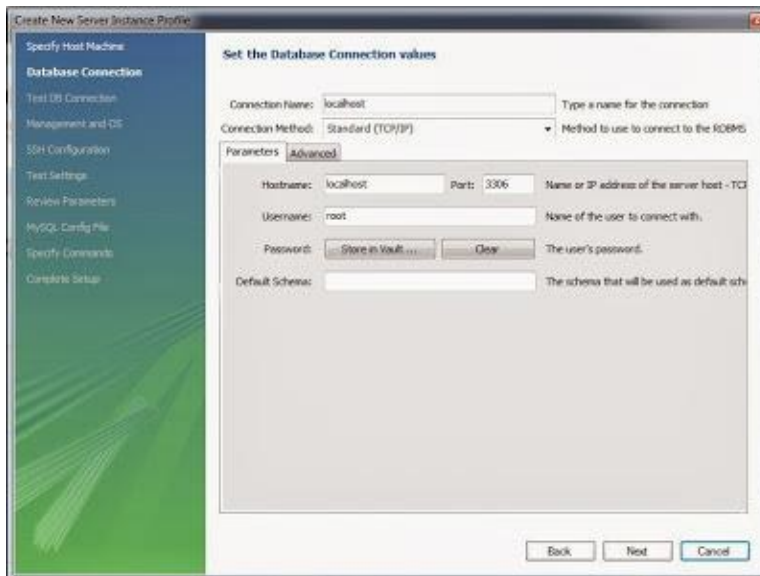 Create New Server Instance Profile
Specify Host Machine
Database Connection
Test DB Connection
Management and OS
SSH Configuration
Test Settings
Review Parameters
MySQL Config File
Specify Commands
Complete Setup
Set the Database Connection values
Connection Name: localhost Type a name for the connection
Connection Method: Standard (TCP/IP) Method to use to connect to the RDBMS
Parameters Advanced
Hostname: localhost Port: 3306 Name or IP address of the server host - TCP
Username: root Name of the user to connect with.
Password: Store in Vault ... Clear The user's password.
Default Schema: The schema that will be used as default sche
Back Next Cancel